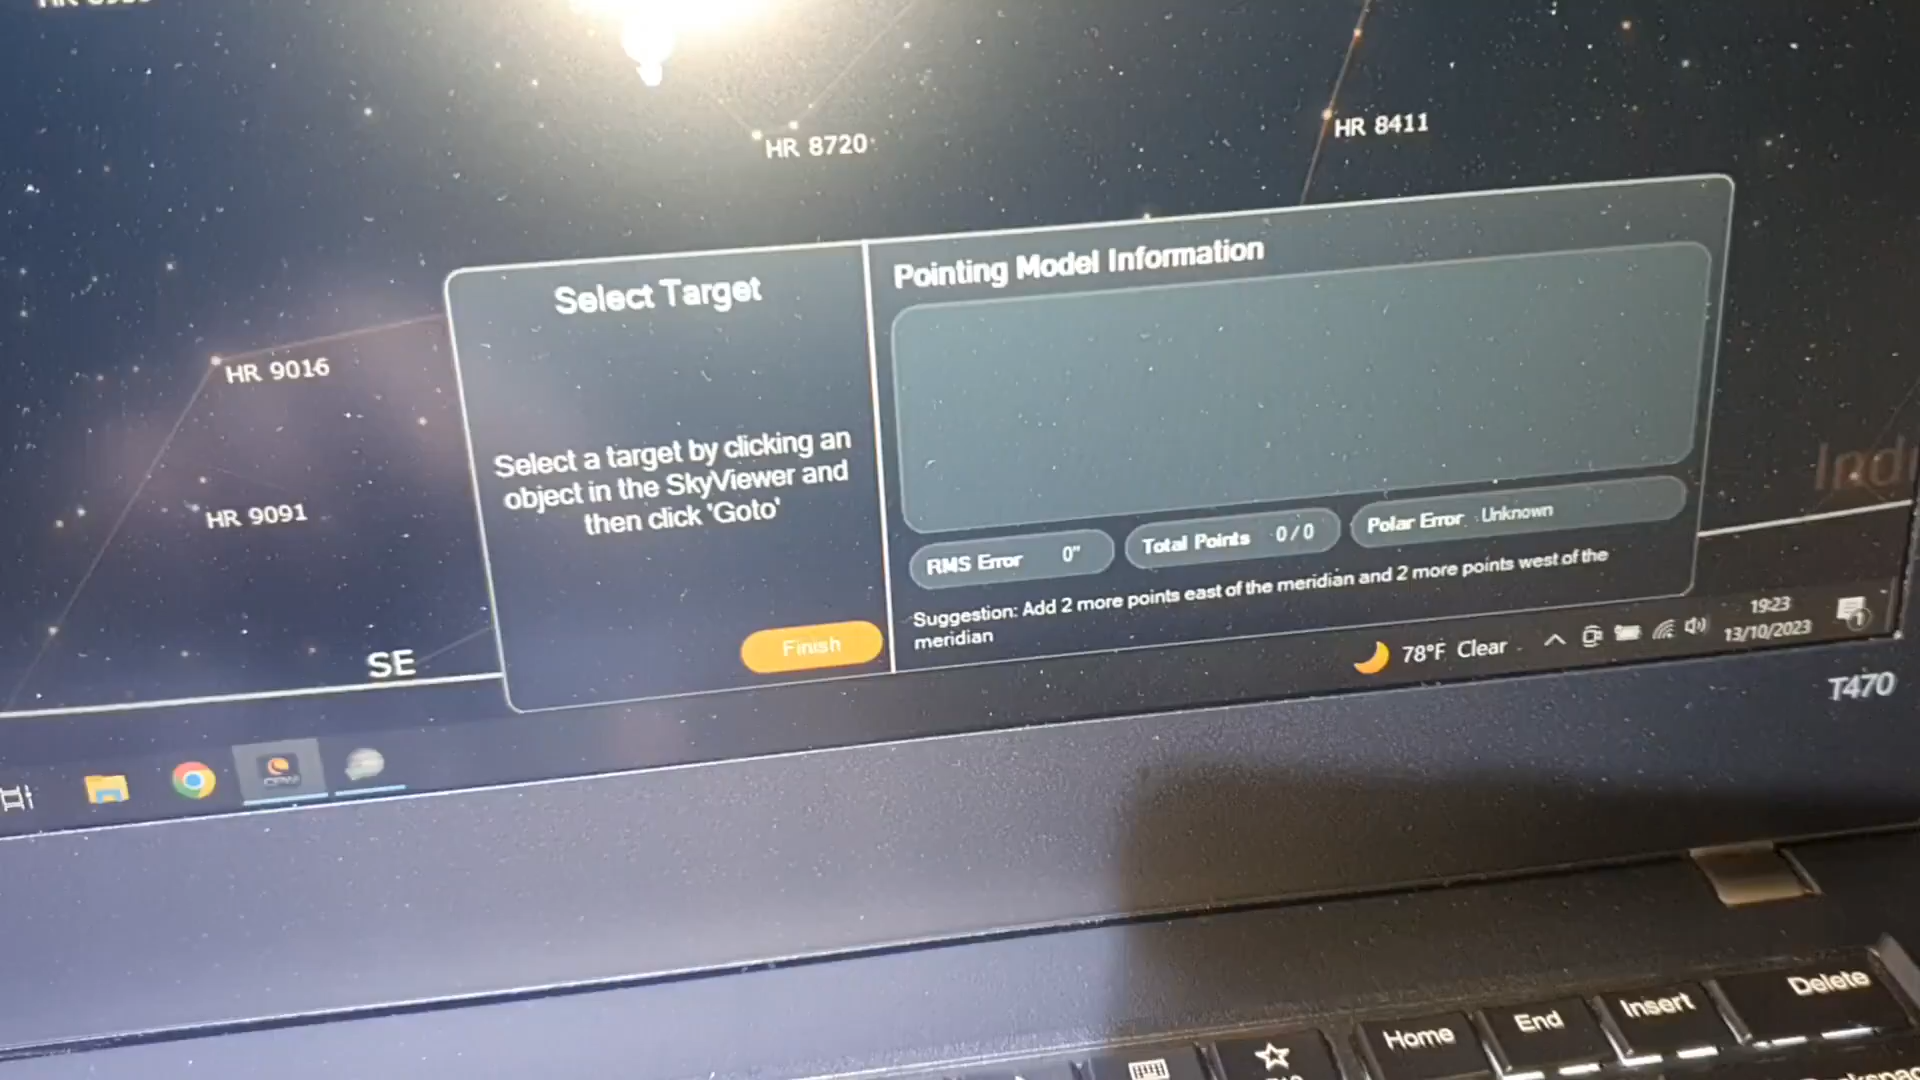 HR 8720
HR 8411
Select Target
Pointing Model Information
HR 9016
Select a target by clicking an
object in the SkyViewer and
then click 'Goto'
HR 9091
RMS Error 0"
Total Points 0 / 0
Polar Error Unknown
Suggestion: Add 2 more points east of the meridian and 2 more points west of the
meridian
Finish
SE
78°F Clear
19:23
13/10/2023
1
T470
CPWI
Home
End
Insert
Delete